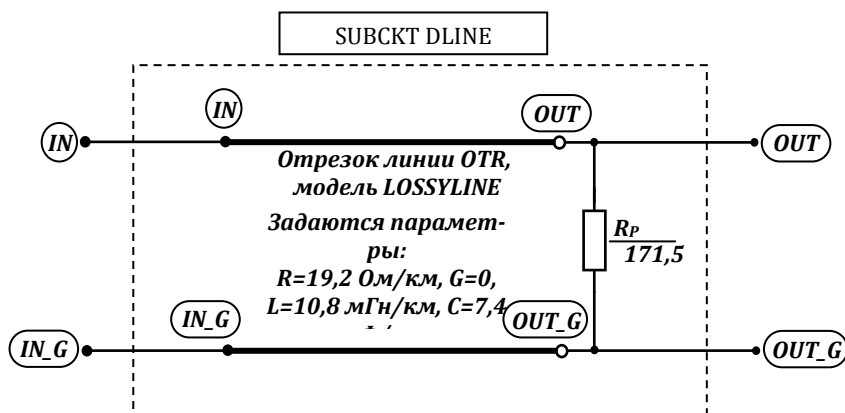 SUBCKT DLINE
IN
OUT
IN
OUT
Отрезок линии OTR,
модель LOSSYLINE
Задаются парамет-
ры:
R=19,2 Ом/км, G=0,
L=10,8 мГн/км, C=7,4
RP
171,5
IN_G
OUT_G
IN_G
OUT_G